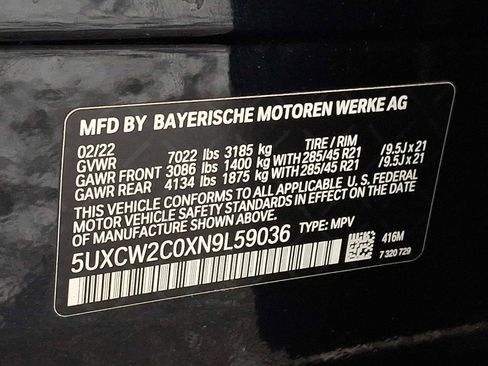 MFD BY BAYERISCHE MOTOREN WERKE AG
02/22 TIRE / RIM
GVWR 7022 lbs 3185 kg
GAWR FRONT 3086 lbs 1400 kg WITH 285/45 R21 /9.5J x 21
GAWR REAR 4134 lbs 1875 kg WITH 285/45 R21 /9.5J x 21
THIS VEHICLE CONFORMS TO ALL APPLICABLE U. S. FEDERAL
MOTOR VEHICLE SAFETY STANDARDS IN EFFECT ON THE DATE
OF MANUFACTURE SHOWN ABOVE.
5UXCW2C0XN9L59036 TYPE: MPV
416M
7 320 729